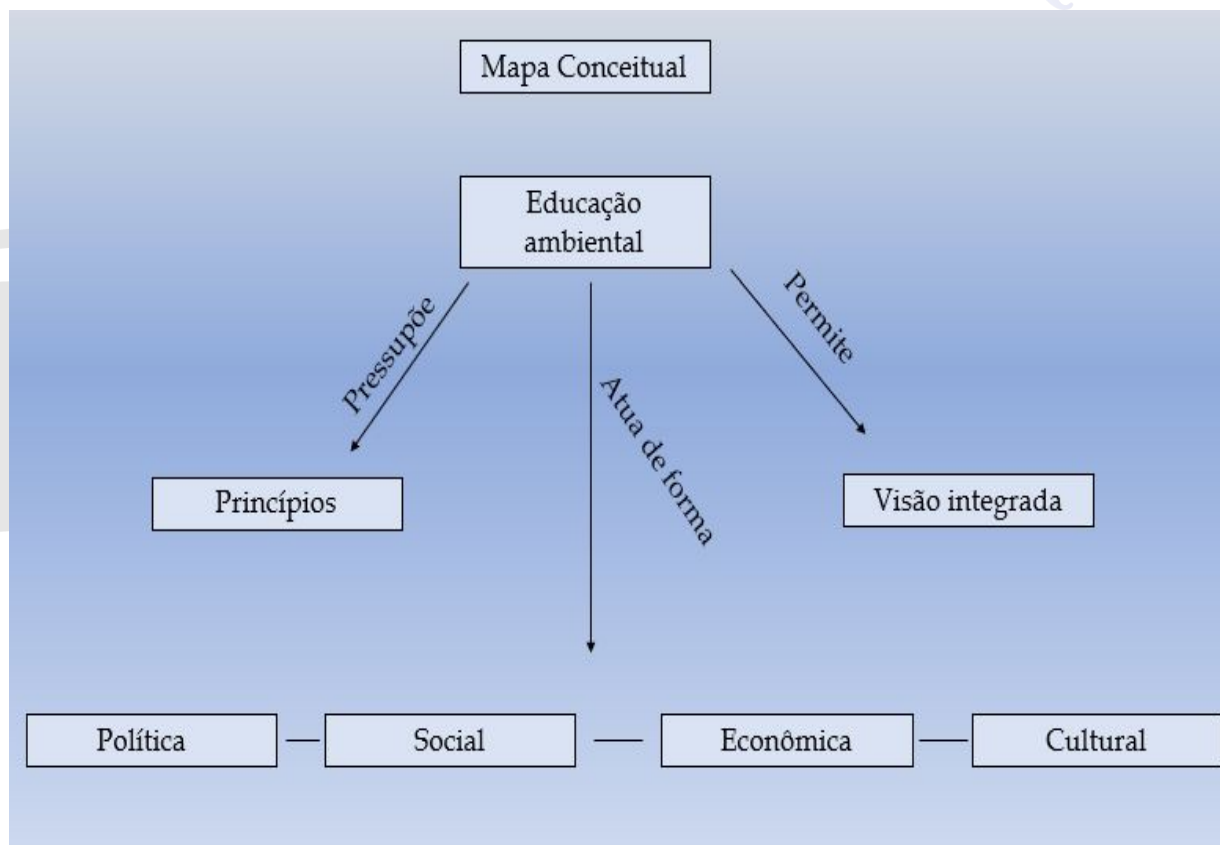 Mapa Conceitual
Educação
ambiental
Pressupõe
Atua de forma
Permite
Princípios
Visão integrada
Política
Social
Econômica
Cultural